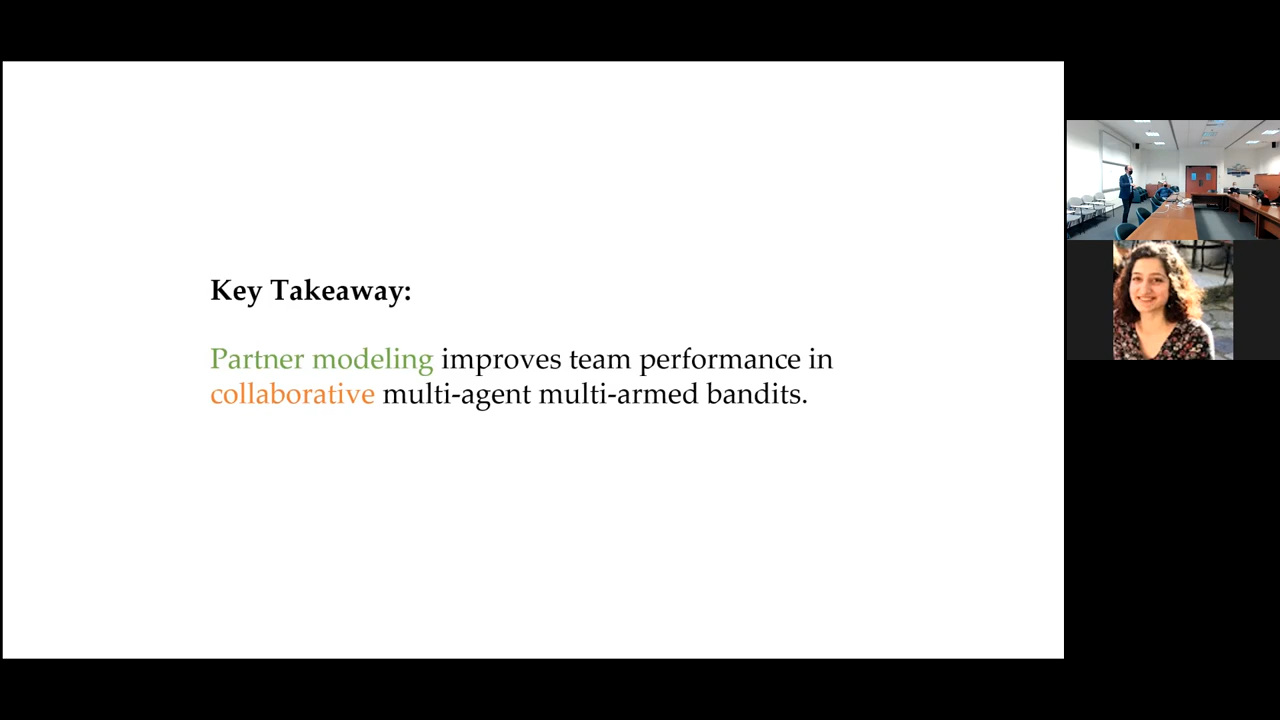 Key Takeaway:
Partner modeling improves team performance in
collaborative multi-agent multi-armed bandits.